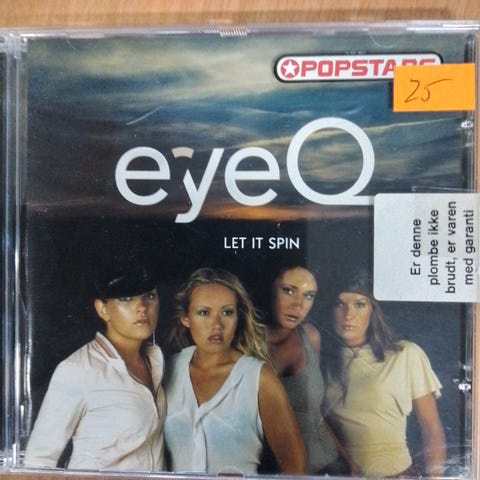 POPSTARS
25
eyeQ
LET IT SPIN
Er denne
plombe ikke
brudt, er varen
med garanti